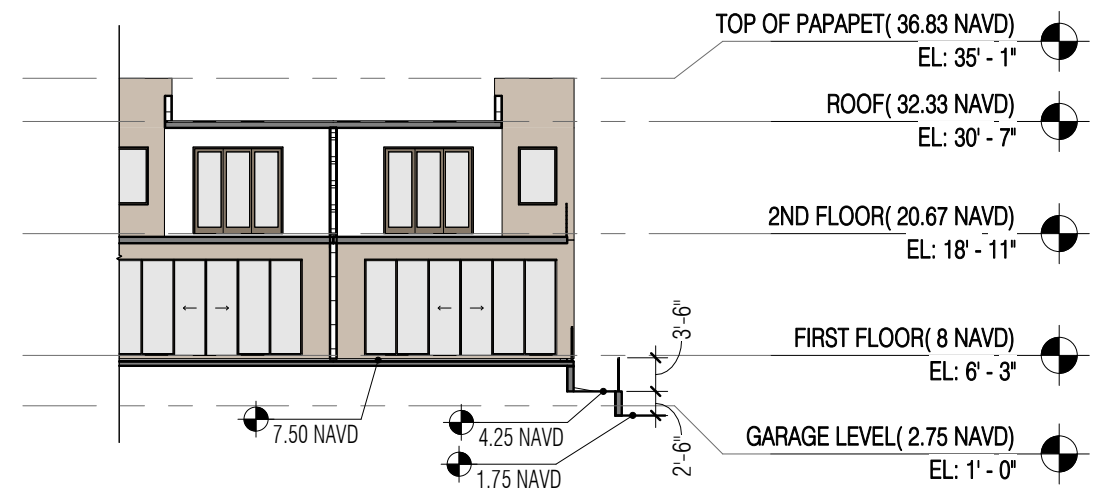 TOP OF PAPAPET( 36.83 NAVD)
EL: 35' - 1"
ROOF( 32.33 NAVD)
EL: 30' - 7"
2ND FLOOR( 20.67 NAVD)
EL: 18' - 11"
3'-6"
FIRST FLOOR( 8 NAVD)
EL: 6' - 3"
7.50 NAVD
4.25 NAVD
1.75 NAVD
2'-6"
GARAGE LEVEL( 2.75 NAVD)
EL: 1' - 0"